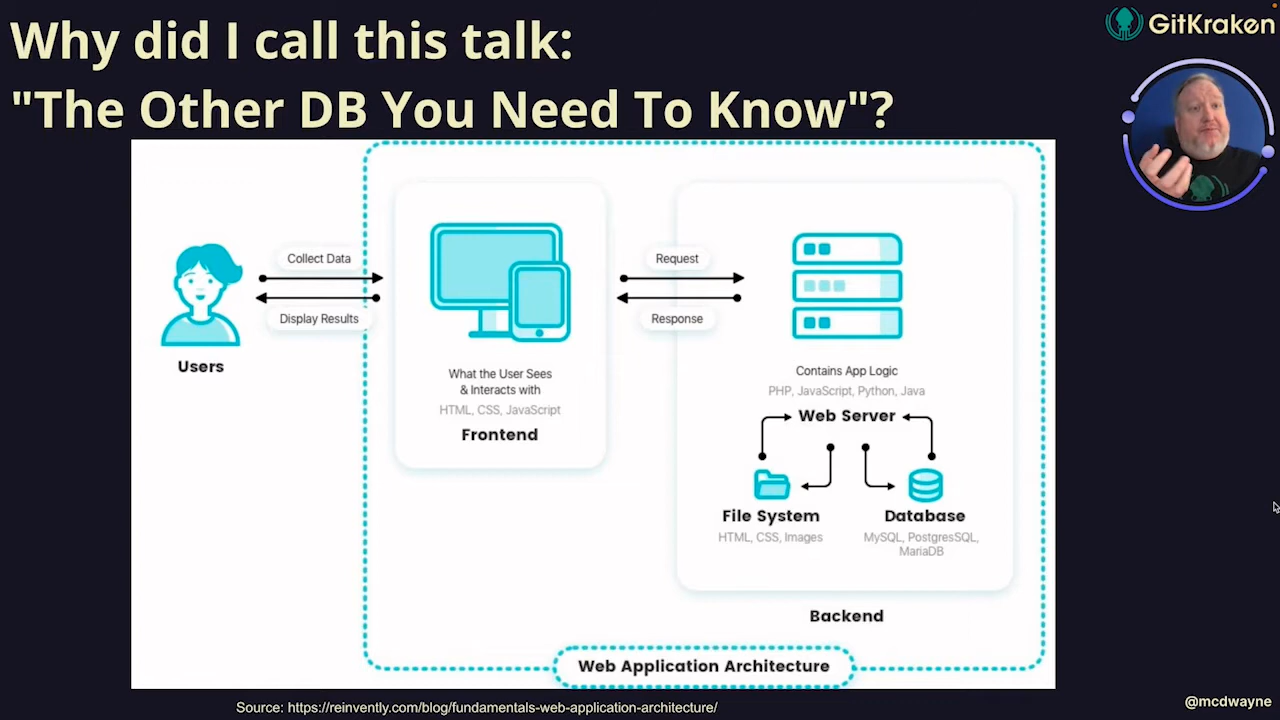 Why did I call this talk:
"The Other DB You Need To Know"?
GitKraken
Collect Data
Display Results
Users
What the User Sees
& Interacts with
HTML, CSS, JavaScript
Frontend
Request
Response
Contains App Logic
PHP, JavaScript, Python, Java
Web Server
File System
HTML, CSS, Images
Database
MySQL, PostgresSQL,
MariaDB
Backend
Web Application Architecture
Source: https://reinvently.com/blog/fundamentals-web-application-architecture/
@mcdwayne